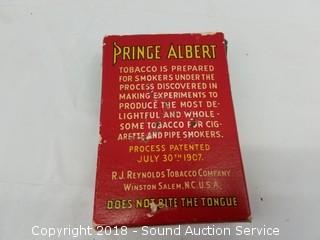 PRINCE ALBERT
TOBACCO IS PREPARED
FOR SMOKERS UNDER THE
PROCESS DISCOVERED IN
MAKING EXPERIMENTS TO
PRODUCE THE MOST DE-
LIGHTFUL AND WHOLE-
SOME TOBACCO FOR CIG-
ARETTE AND PIPE SMOKERS.
PROCESS PATENTED
JULY 30TH 1907.
R.J. REYNOLDS TOBACCO COMPANY
WINSTON SALEM, N.C. U.S.A.
DOES NOT BITE THE TONGUE
Copyright 2018 - Sound Auction Service